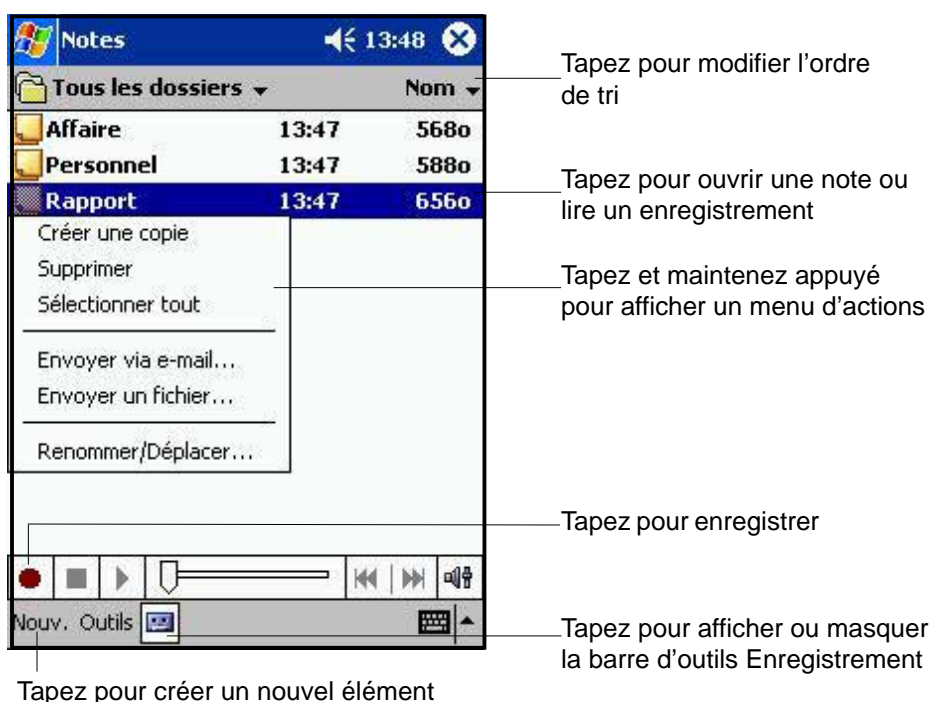 Notes 13:48
Tous les dossiers Nom
Affaire 13:47 568o
Personnel 13:47 588o
Rapport 13:47 656o
Créer une copie
Supprimer
Sélectionner tout
Envoyer via e-mail...
Envoyer un fichier...
Renommer/Déplacer...
Nouv. Outils
Tapez pour modifier l'ordre
de tri
Tapez pour ouvrir une note ou
lire un enregistrement
Tapez et maintenez appuyé
pour afficher un menu d'actions
Tapez pour enregistrer
Tapez pour afficher ou masquer
la barre d'outils Enregistrement
Tapez pour créer un nouvel élément